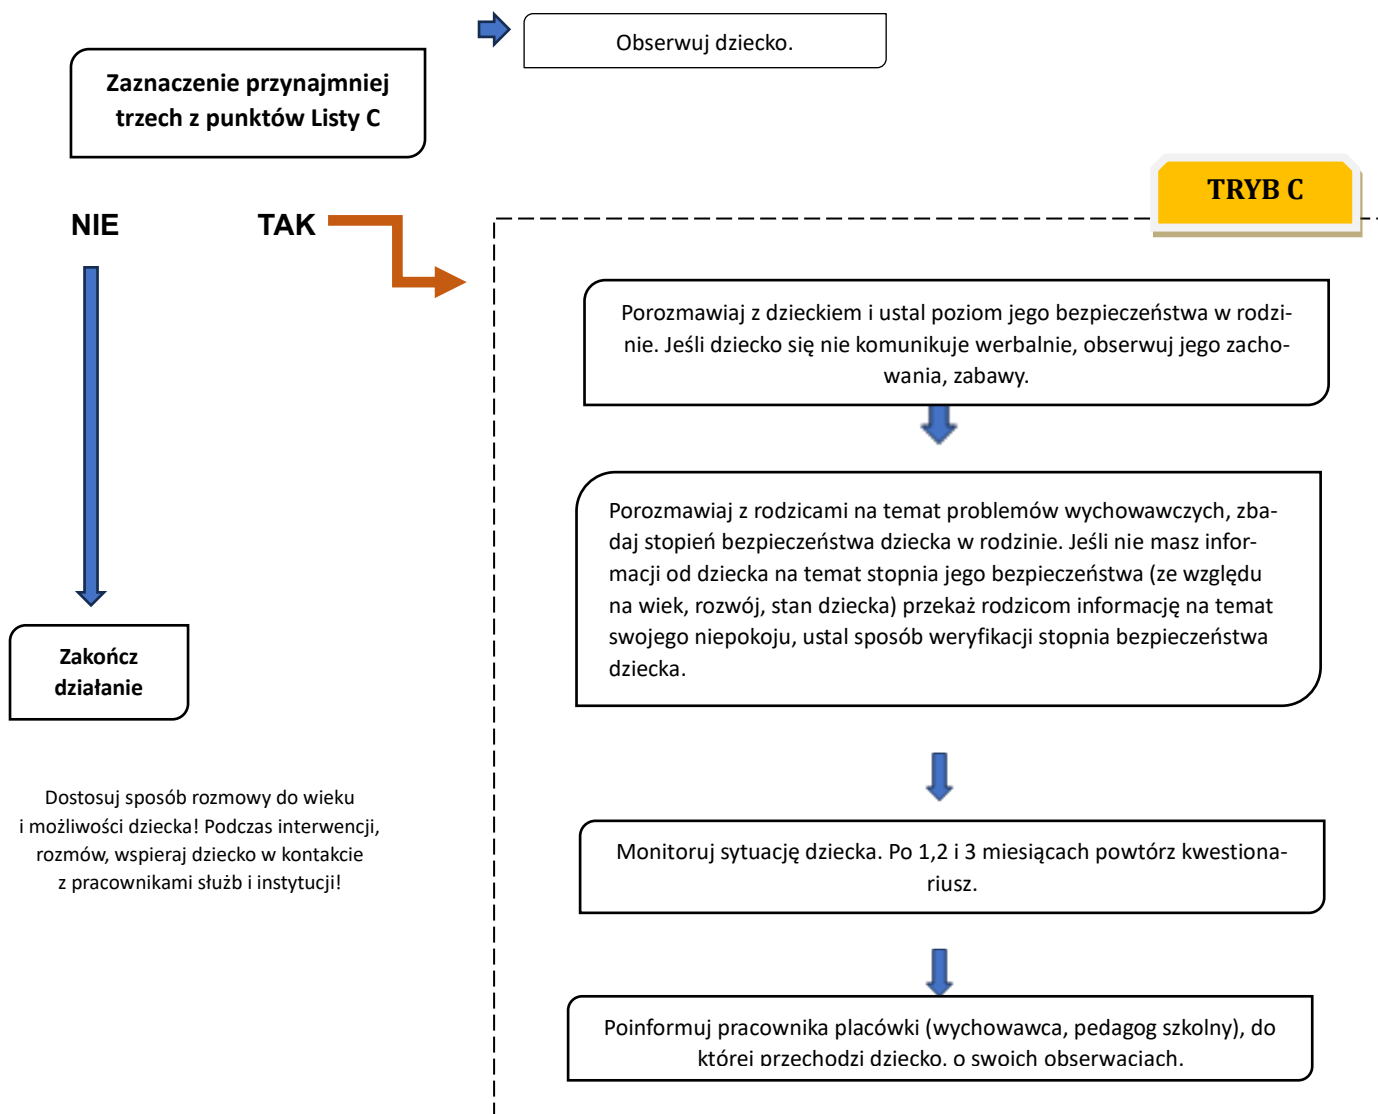 Obserwuj dziecko.
Zaznaczenie przynajmniej
trzech z punktów Listy C
TRYB C
NIE
TAK
Porozmawiaj z dzieckiem i ustal poziom jego bezpieczeństwa w rodzi-
nie. Jeśli dziecko się nie komunikuje werbalnie, obserwuj jego zacho-
wania, zabawy.
Porozmawiaj z rodzicami na temat problemów wychowawczych, zba-
daj stopień bezpieczeństwa dziecka w rodzinie. Jeśli nie masz infor-
macji od dziecka na temat stopnia jego bezpieczeństwa (ze względu
na wiek, rozwój, stan dziecka) przekaż rodzicom informację na temat
swojego niepokoju, ustal sposób weryfikacji stopnia bezpieczeństwa
dziecka.
Zakończ
działanie
Dostosuj sposób rozmowy do wieku
i możliwości dziecka! Podczas interwencji,
rozmów, wspieraj dziecko w kontakcie
z pracownikami służb i instytucji!
Monitoruj sytuację dziecka. Po 1,2 i 3 miesiącach powtórz kwestiona-
riusz.
Poinformuj pracownika placówki (wychowawca, pedagog szkolny), do
której przechodzi dziecko, o swoich obserwacjach.